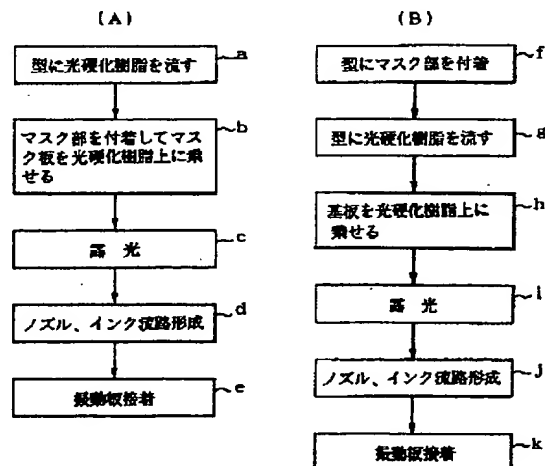 (A)
型に光硬化樹脂を流す
a
マスク部を付着してマス
ク板を光硬化樹脂上に乗
せる
b
露 光
c
ノズル、インク流路形成
d
振動板接着
e
(B)
型にマスク部を付着
f
型に光硬化樹脂を流す
g
基板を光硬化樹脂上に
乗せる
h
露 光
i
ノズル、インク流路形成
j
振動板接着
k